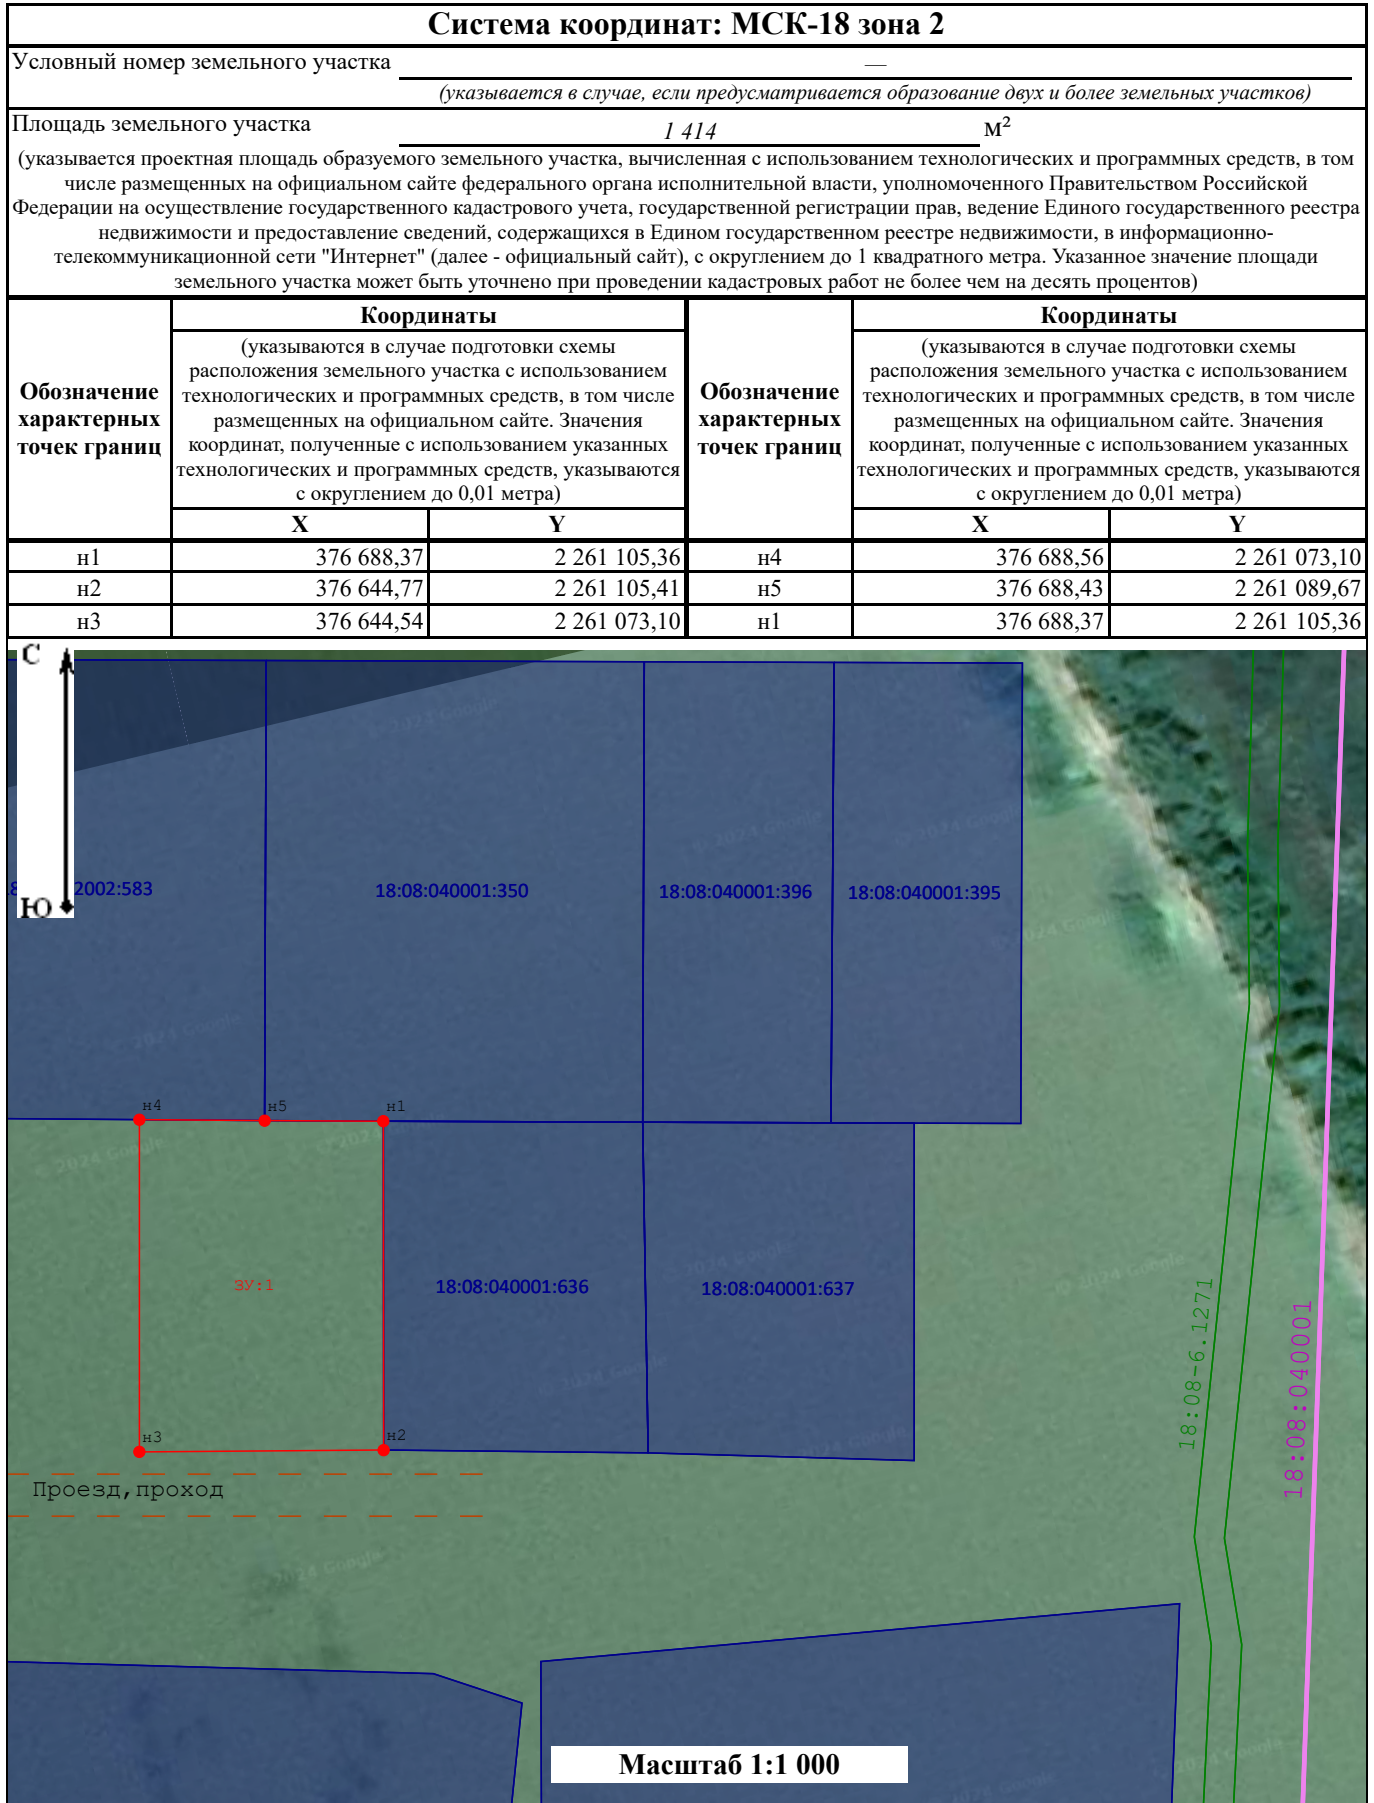 Система координат: МСК-18 зона 2
Условный номер земельного участка —
(указывается в случае, если предусматривается образование двух и более земельных участков)
Площадь земельного участка 1 414 м²
(указывается проектная площадь образуемого земельного участка, вычисленная с использованием технологических и программных средств, в том
числе размещенных на официальном сайте федерального органа исполнительной власти, уполномоченного Правительством Российской
Федерации на осуществление государственного кадастрового учета, государственной регистрации прав, ведение Единого государственного реестра
недвижимости и предоставление сведений, содержащихся в Едином государственном реестре недвижимости, в информационно-
телекоммуникационной сети "Интернет" (далее - официальный сайт), с округлением до 1 квадратного метра. Указанное значение площади
земельного участка может быть уточнено при проведении кадастровых работ не более чем на десять процентов)
Обозначение
характерных
точек границ
Координаты
(указываются в случае подготовки схемы
расположения земельного участка с использованием
технологических и программных средств, в том числе
размещенных на официальном сайте. Значения
координат, полученные с использованием указанных
технологических и программных средств, указываются
с округлением до 0,01 метра)
X Y
Обозначение
характерных
точек границ
Координаты
(указываются в случае подготовки схемы
расположения земельного участка с использованием
технологических и программных средств, в том числе
размещенных на официальном сайте. Значения
координат, полученные с использованием указанных
технологических и программных средств, указываются
с округлением до 0,01 метра)
X Y
н1 376 688,37 2 261 105,36 н4 376 688,56 2 261 073,10
н2 376 644,77 2 261 105,41 н5 376 688,43 2 261 089,67
н3 376 644,54 2 261 073,10 н1 376 688,37 2 261 105,36
С
Ю
2002:583
18:08:040001:350
18:08:040001:396
18:08:040001:395
н4
н5
н1
ЗУ:1
18:08:040001:636
18:08:040001:637
н3
н2
Проезд,проход
18:08-6.1271
18:08:040001
Масштаб 1:1 000